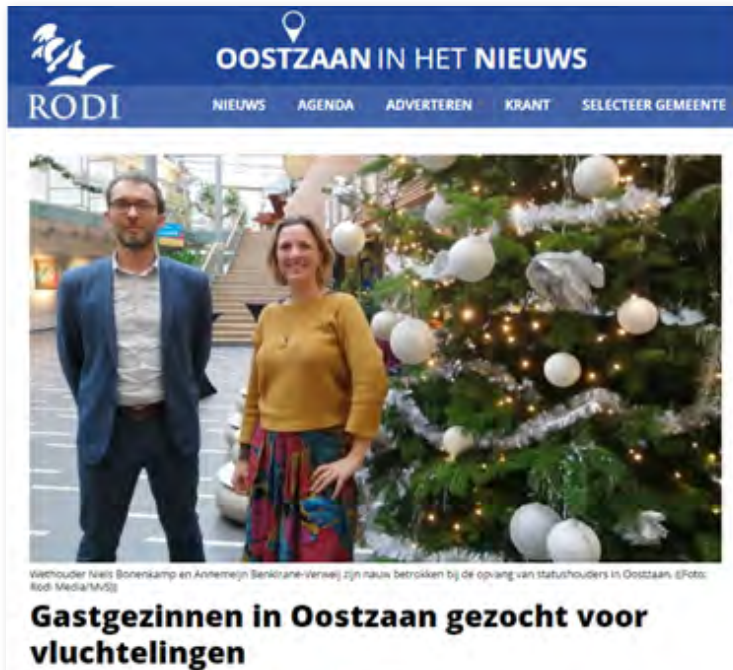 OOSTZAAN IN HET NIEUWS
RODI
NIEUWS AGENDA ADVERTEREN KRANT SELECTEER GEMEENTE
Wethouder Niels Bonenkamp en Annemeijn Benkirane-Verweij zijn nauw betrokken bij de opvang van statushouders in Oostzaan. ((Foto:
Rodi Media/MVS))
Gastgezinnen in Oostzaan gezocht voor
vluchtelingen